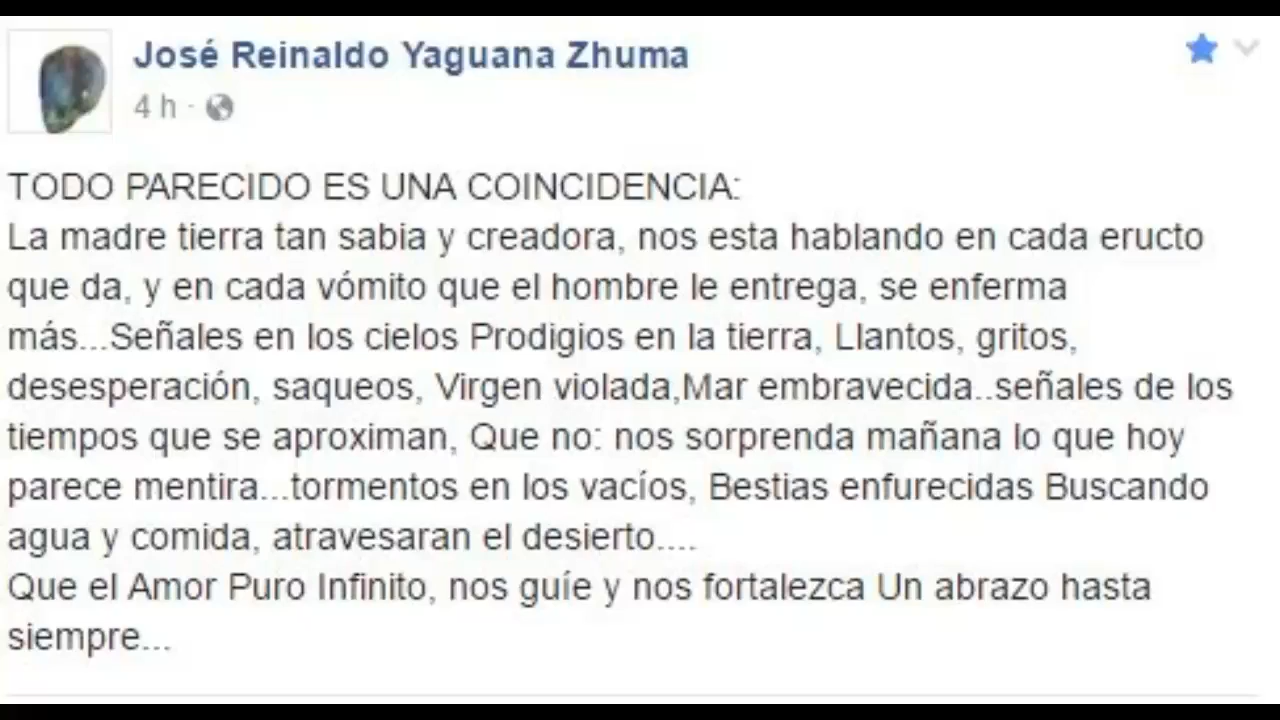 José Reinaldo Yaguana Zhuma
4 h ·
TODO PARECIDO ES UNA COINCIDENCIA:
La madre tierra tan sabia y creadora, nos esta hablando en cada eructo
que da, y en cada vómito que el hombre le entrega, se enferma
más...Señales en los cielos Prodigios en la tierra, Llantos, gritos,
desesperación, saqueos, Virgen violada,Mar embravecida..señales de los
tiempos que se aproximan, Que no: nos sorprenda mañana lo que hoy
parece mentira...tormentos en los vacíos, Bestias enfurecidas Buscando
agua y comida, atravesaran el desierto....
Que el Amor Puro Infinito, nos guíe y nos fortalezca Un abrazo hasta
siempre...